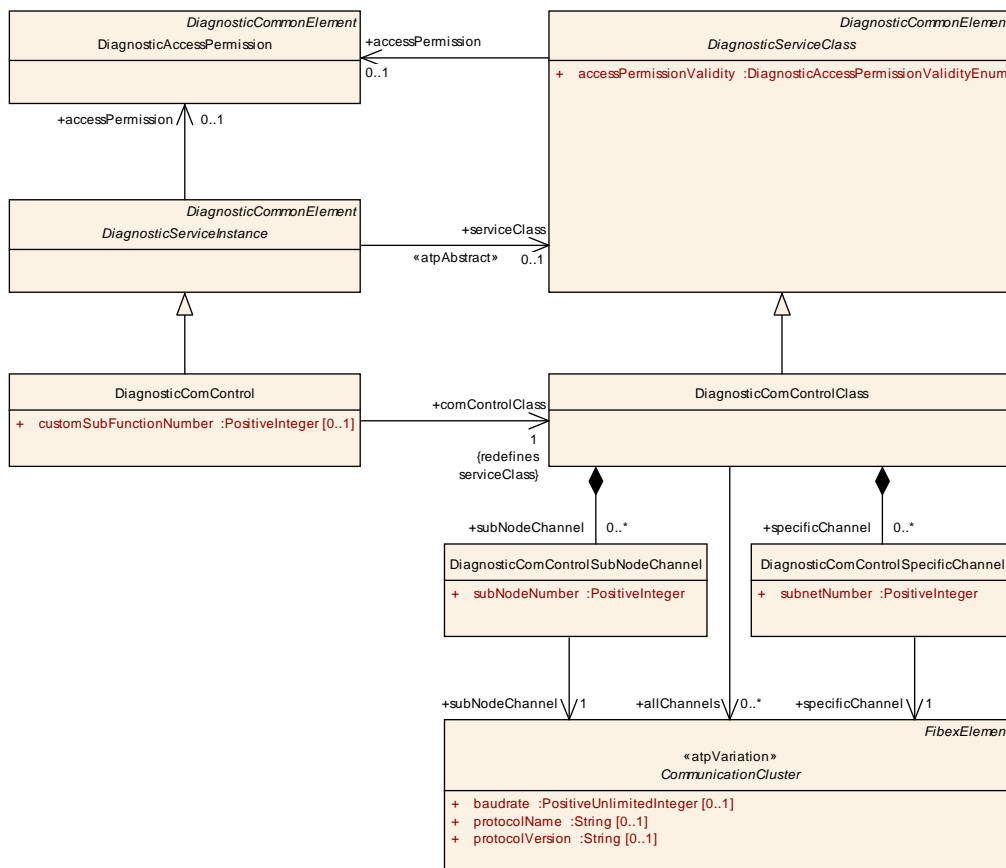 DiagnosticCommonElement
DiagnosticAccessPermission
DiagnosticCommonElement
DiagnosticServiceClass
+ accessPermissionValidity :DiagnosticAccessPermissionValidityEnum
+accessPermission
0..1
+accessPermission
0..1
DiagnosticCommonElement
DiagnosticServiceInstance
+serviceClass
«atpAbstract»
0..1
DiagnosticComControl
+ customSubFunctionNumber :PositiveInteger [0..1]
+comControlClass
1
{redefines
serviceClass}
DiagnosticComControlClass
+subNodeChannel
0..*
+specificChannel
0..*
DiagnosticComControlSubNodeChannel
+ subNodeNumber :PositiveInteger
DiagnosticComControlSpecificChannel
+ subnetNumber :PositiveInteger
+subNodeChannel
1
+allChannels
0..*
+specificChannel
1
FibexElemen
«atpVariation»
CommunicationCluster
+ baudrate :PositiveUnlimitedInteger [0..1]
+ protocolName :String [0..1]
+ protocolVersion :String [0..1]